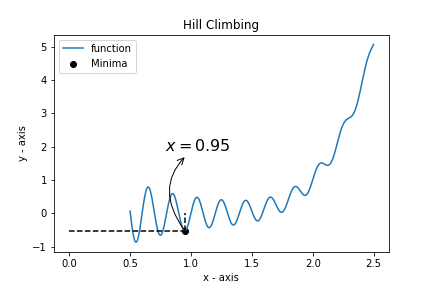 Hill Climbing
function
Minima
5
4
3
2
1
0
−1
y - axis
x = 0.95
0.0 0.5 1.0 1.5 2.0 2.5
x - axis